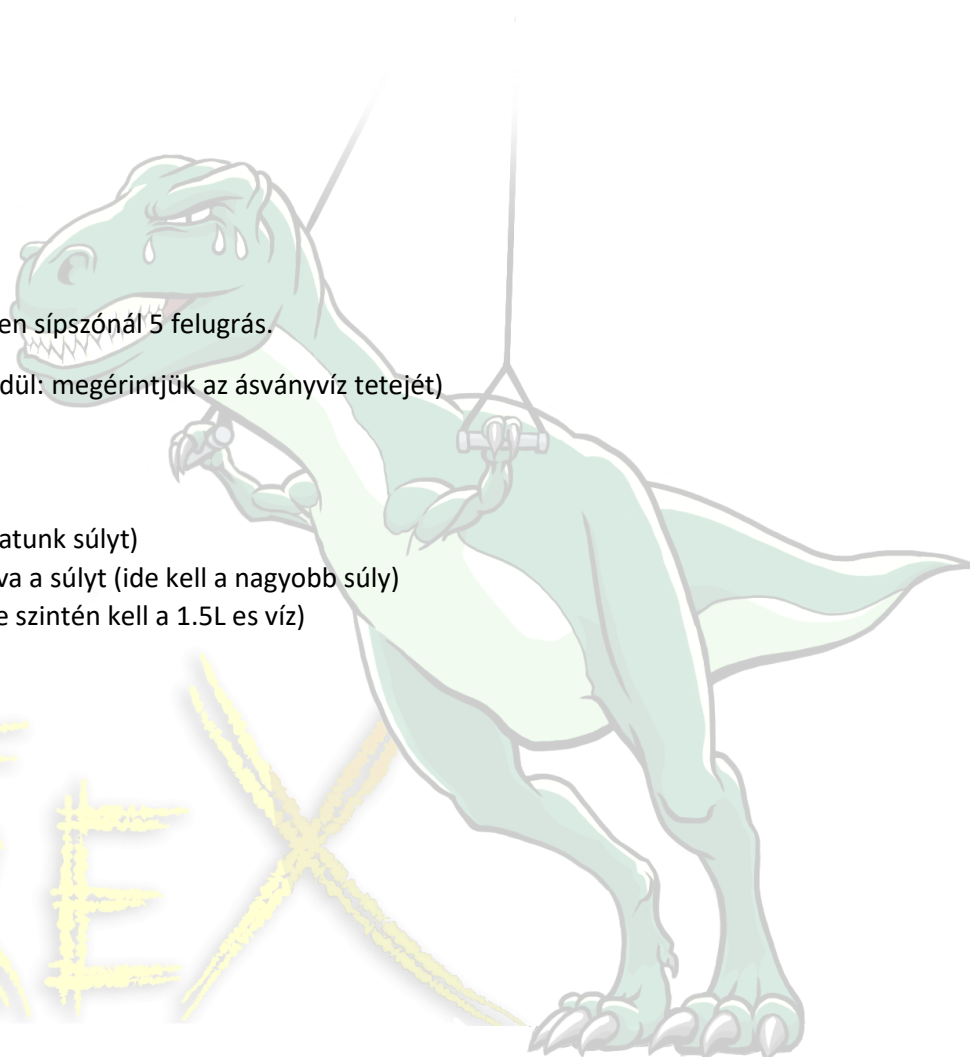 en sípszónál 5 felugrás.
dül: megérintjük az ásványvíz tetejét)
atunk súlyt)
va a súlyt (ide kell a nagyobb súly)
e szintén kell a 1.5L es víz)
EX